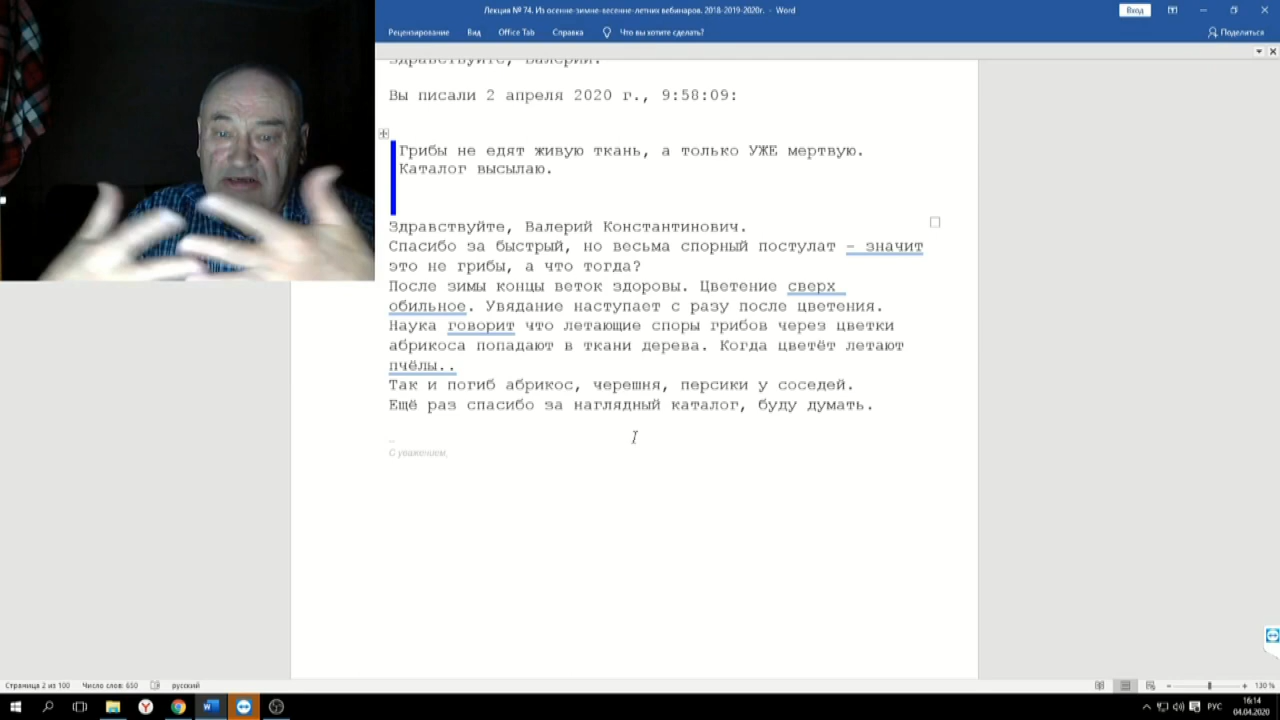 Лекция № 74. Из осенне-зимне-весенне-летних вебинаров. 2018-2019-2020г. - Word
Вход
Рецензирование Вид Office Tab Справка Что вы хотите сделать? Поделиться
Здравствуйте, Валерий.
Вы писали 2 апреля 2020 г., 9:58:09:
Грибы не едят живую ткань, а только УЖЕ мертвую.
Каталог высылаю.
Здравствуйте, Валерий Константинович.
Спасибо за быстрый, но весьма спорный постулат – значит
это не грибы, а что тогда?
После зимы концы веток здоровы. Цветение сверх
обильное. Увядание наступает с разу после цветения.
Наука говорит что летающие споры грибов через цветки
абрикоса попадают в ткани дерева. Когда цветёт летают
пчёлы..
Так и погиб абрикос, черешня, персики у соседей.
Ещё раз спасибо за наглядный каталог, буду думать.
--
С уважением,
Страница 2 из 100 Число слов: 650 русский 130 %
РУС
16:14
04.04.2020